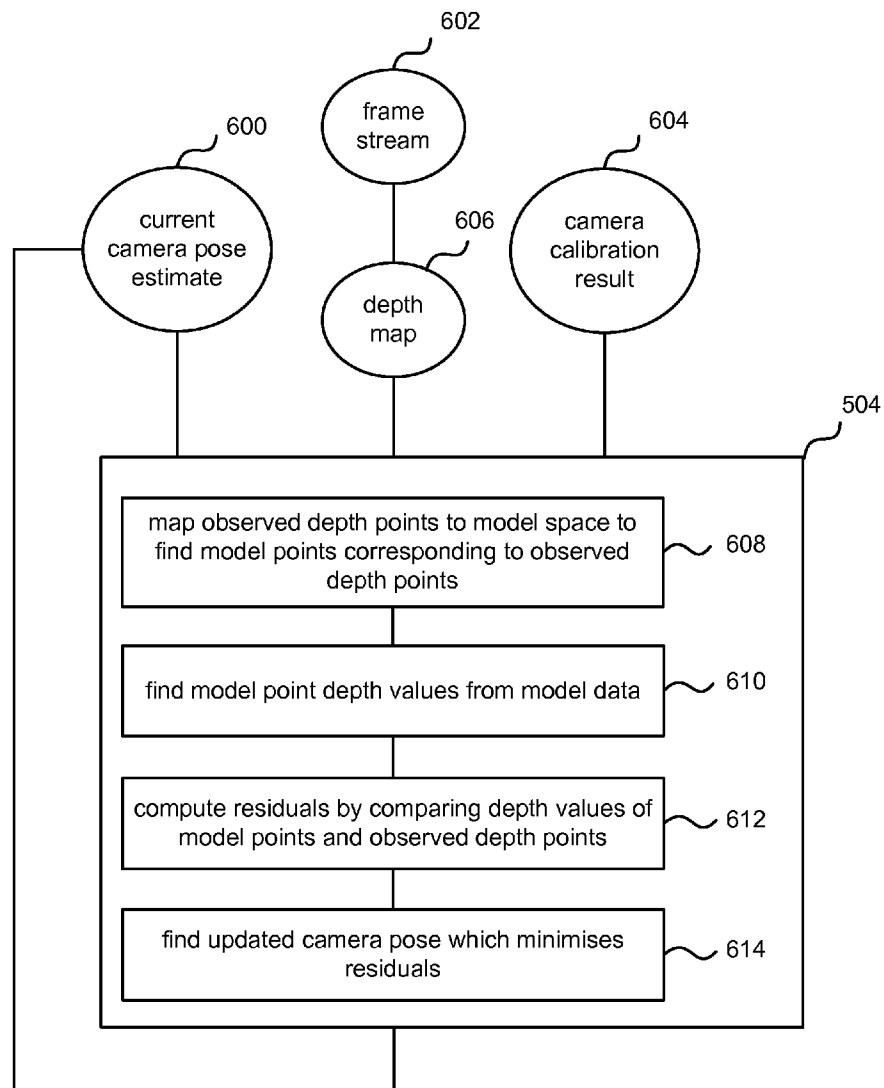 602
frame
stream
600
current
camera pose
estimate
604
camera
calibration
result
606
depth
map
504
map observed depth points to model space to
find model points corresponding to observed
depth points
608
find model point depth values from model data
610
compute residuals by comparing depth values of
model points and observed depth points
612
find updated camera pose which minimises
residuals
614